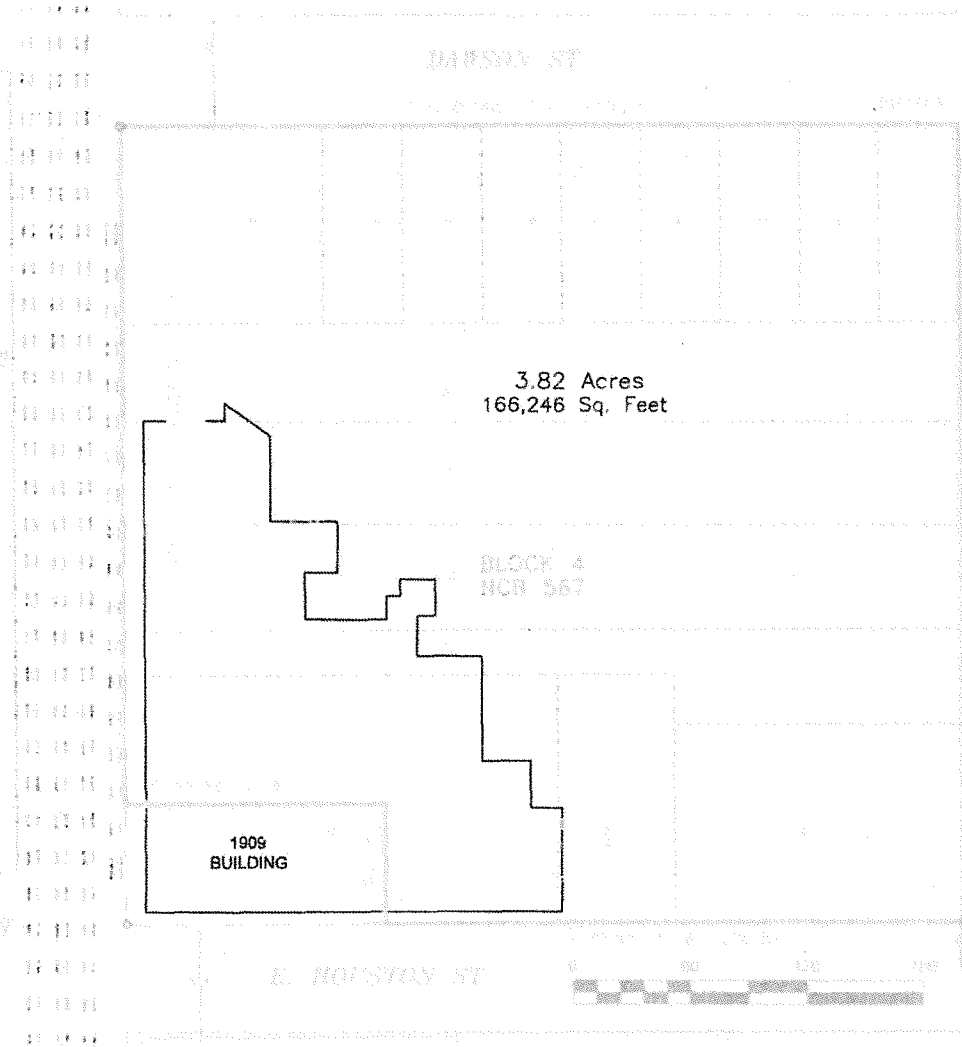 DAWSON ST
3.82 Acres
166,246 Sq. Feet
BLOCK 4
NCB 567
1909
BUILDING
E. HOUSTON ST
0 60 120 180